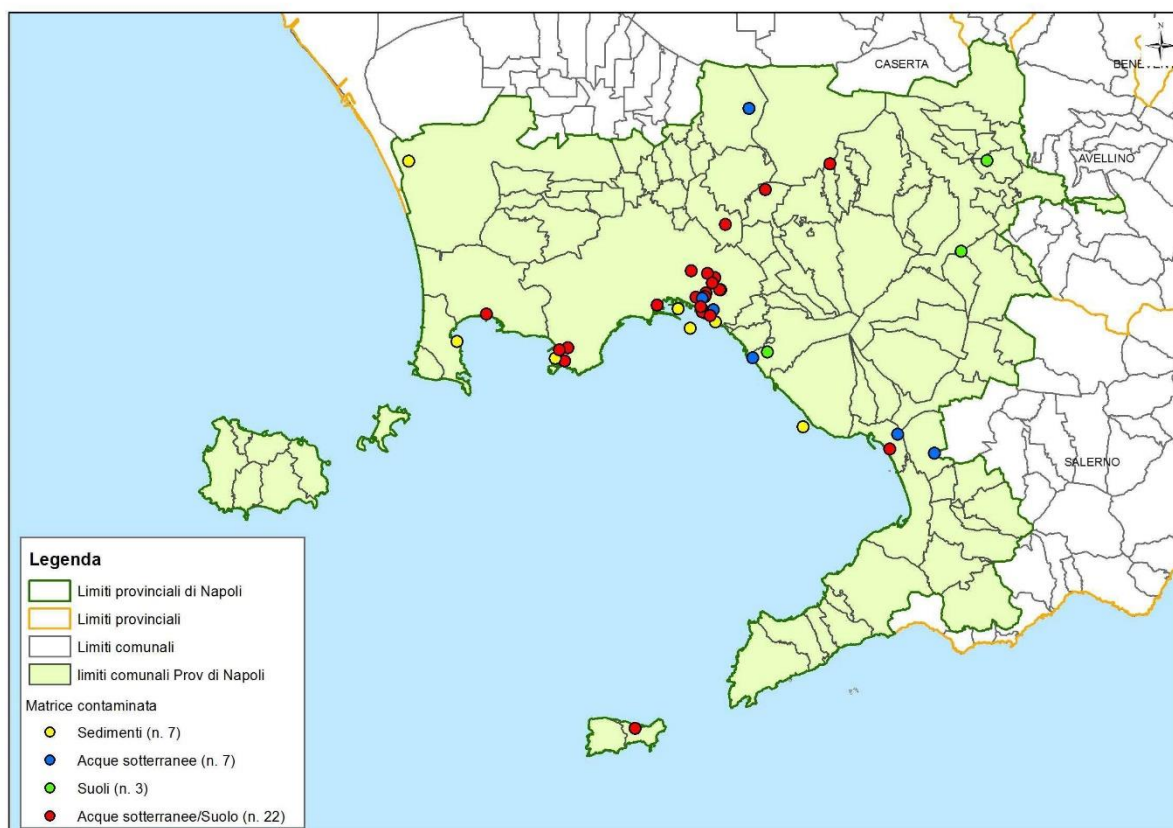 N
CASERTA
BENEVENT
AVELLINO
SALERNO
Legenda
Limiti provinciali di Napoli
Limiti provinciali
Limiti comunali
limiti comunali Prov di Napoli
Matrice contaminata
Sedimenti (n. 7)
Acque sotterranee (n. 7)
Suoli (n. 3)
Acque sotterranee/Suolo (n. 22)